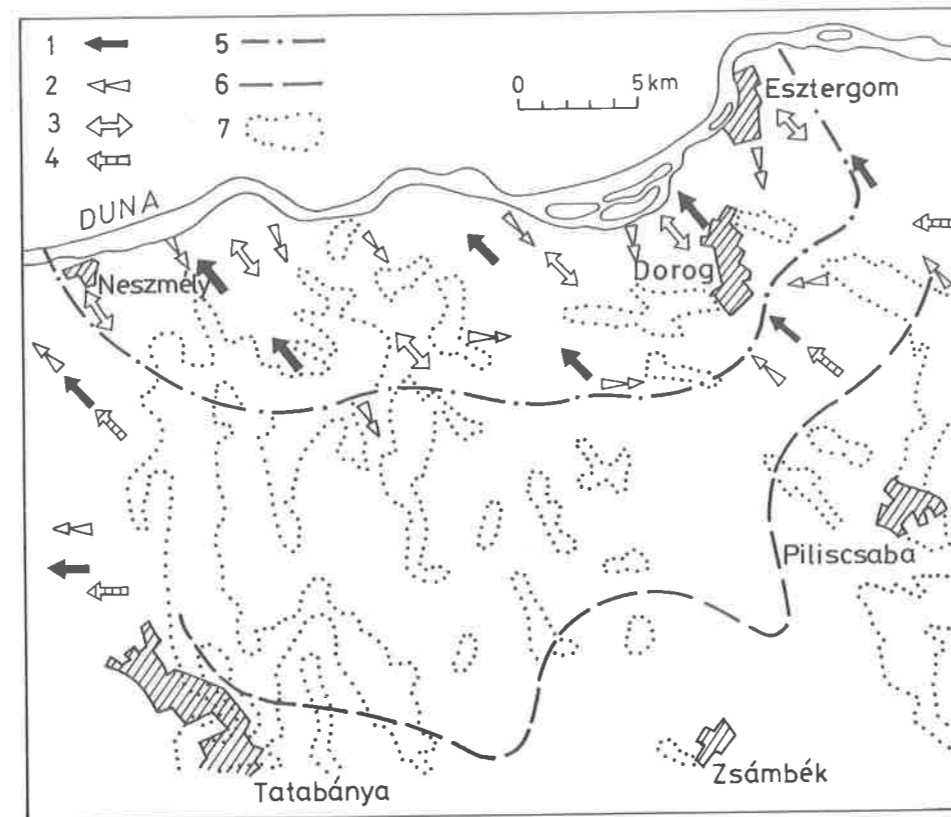 1
2
3
4
5
6
7
0 5 km
Esztergom
DUNA
Neszmély
Dorog
Piliscsaba
Tatabánya
Zsámbék